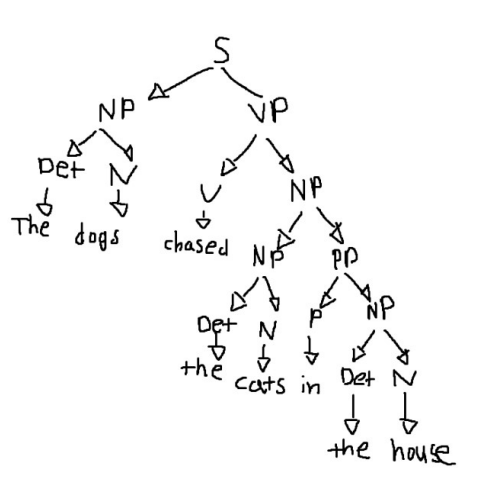 S
NP VP
Det N V NP
The dogs chased NP PP
Det N P NP
the cats in Det N
the house